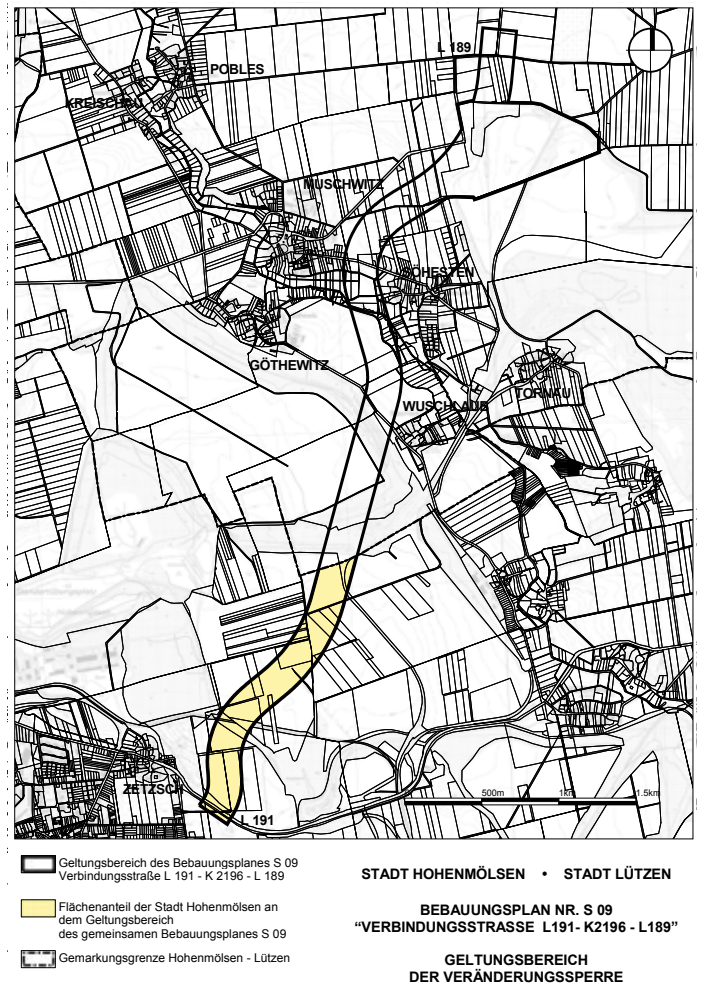 L 189
POBLES
KREISCHAU
MUSCHWITZ
SÖHESTEN
GÖTHEWITZ
TORNAU
WUSCHLAUB
ZETZSCH
500m 1km 1.5km
L 191
Geltungsbereich des Bebauungsplanes S 09
Verbindungsstraße L 191 - K 2196 - L 189
Flächenanteil der Stadt Hohenmölsen an
dem Geltungsbereich
des gemeinsamen Bebauungsplanes S 09
Gemarkungsgrenze Hohenmölsen - Lützen
STADT HOHENMÖLSEN • STADT LÜTZEN
BEBAUUNGSPLAN NR. S 09
“VERBINDUNGSSTRASSE L191- K2196 - L189”
GELTUNGSBEREICH
DER VERÄNDERUNGSSPERRE